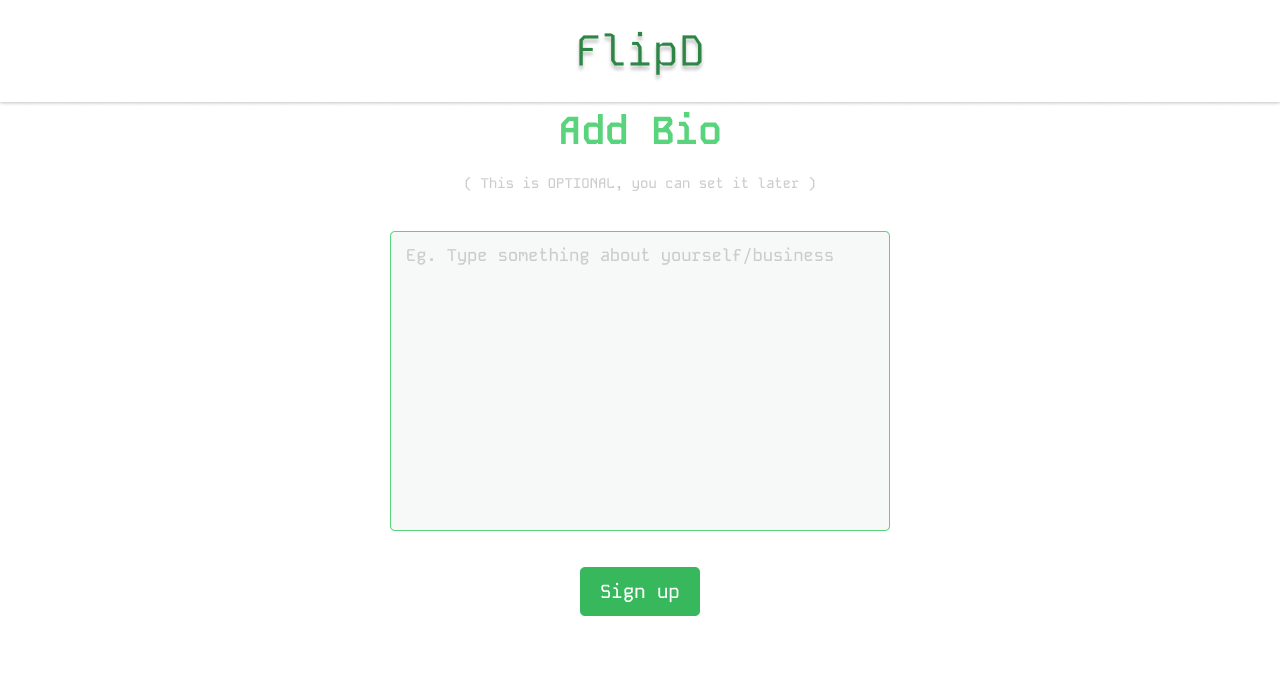 FlipD
Add Bio
( This is OPTIONAL, you can set it later )
Eg. Type something about yourself/business
Sign up